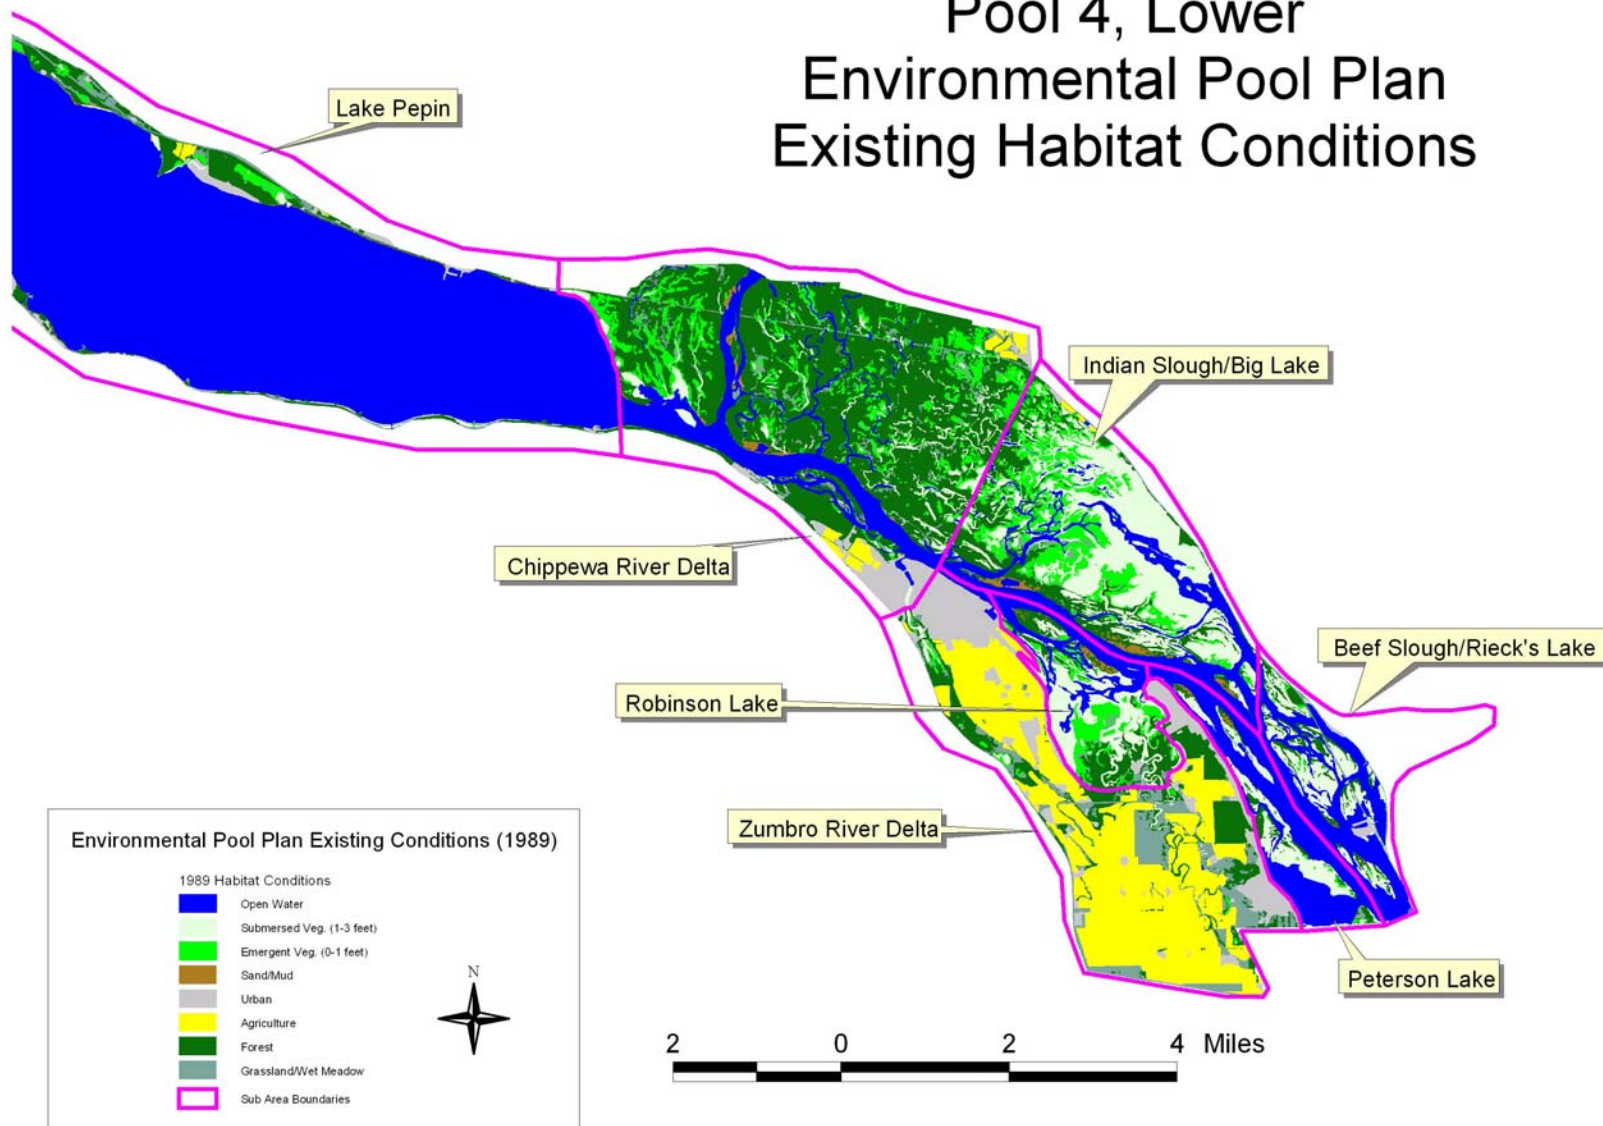 Pool 4, Lower
Environmental Pool Plan
Existing Habitat Conditions
Lake Pepin
Indian Slough/Big Lake
Chippewa River Delta
Beef Slough/Rieck's Lake
Robinson Lake
Zumbro River Delta
Peterson Lake
Environmental Pool Plan Existing Conditions (1989)
1989 Habitat Conditions
Open Water
Submersed Veg. (1-3 feet)
Emergent Veg. (0-1 feet)
Sand/Mud
Urban
Agriculture
Forest
Grassland/Wet Meadow
Sub Area Boundaries
N
2 0 2 4 Miles